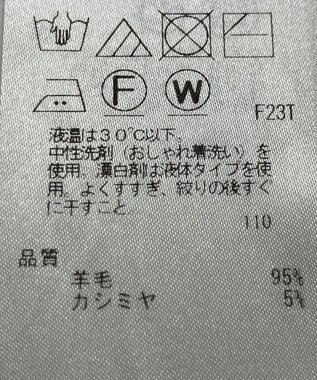 F W
F23T
液温は30℃以下。
中性洗剤（おしゃれ着洗い）を
使用。漂白剤は液体タイプを使
用。よくすすぎ、絞りの後すぐ
に干すこと。
110
品質
羊毛 95%
カシミヤ 5%